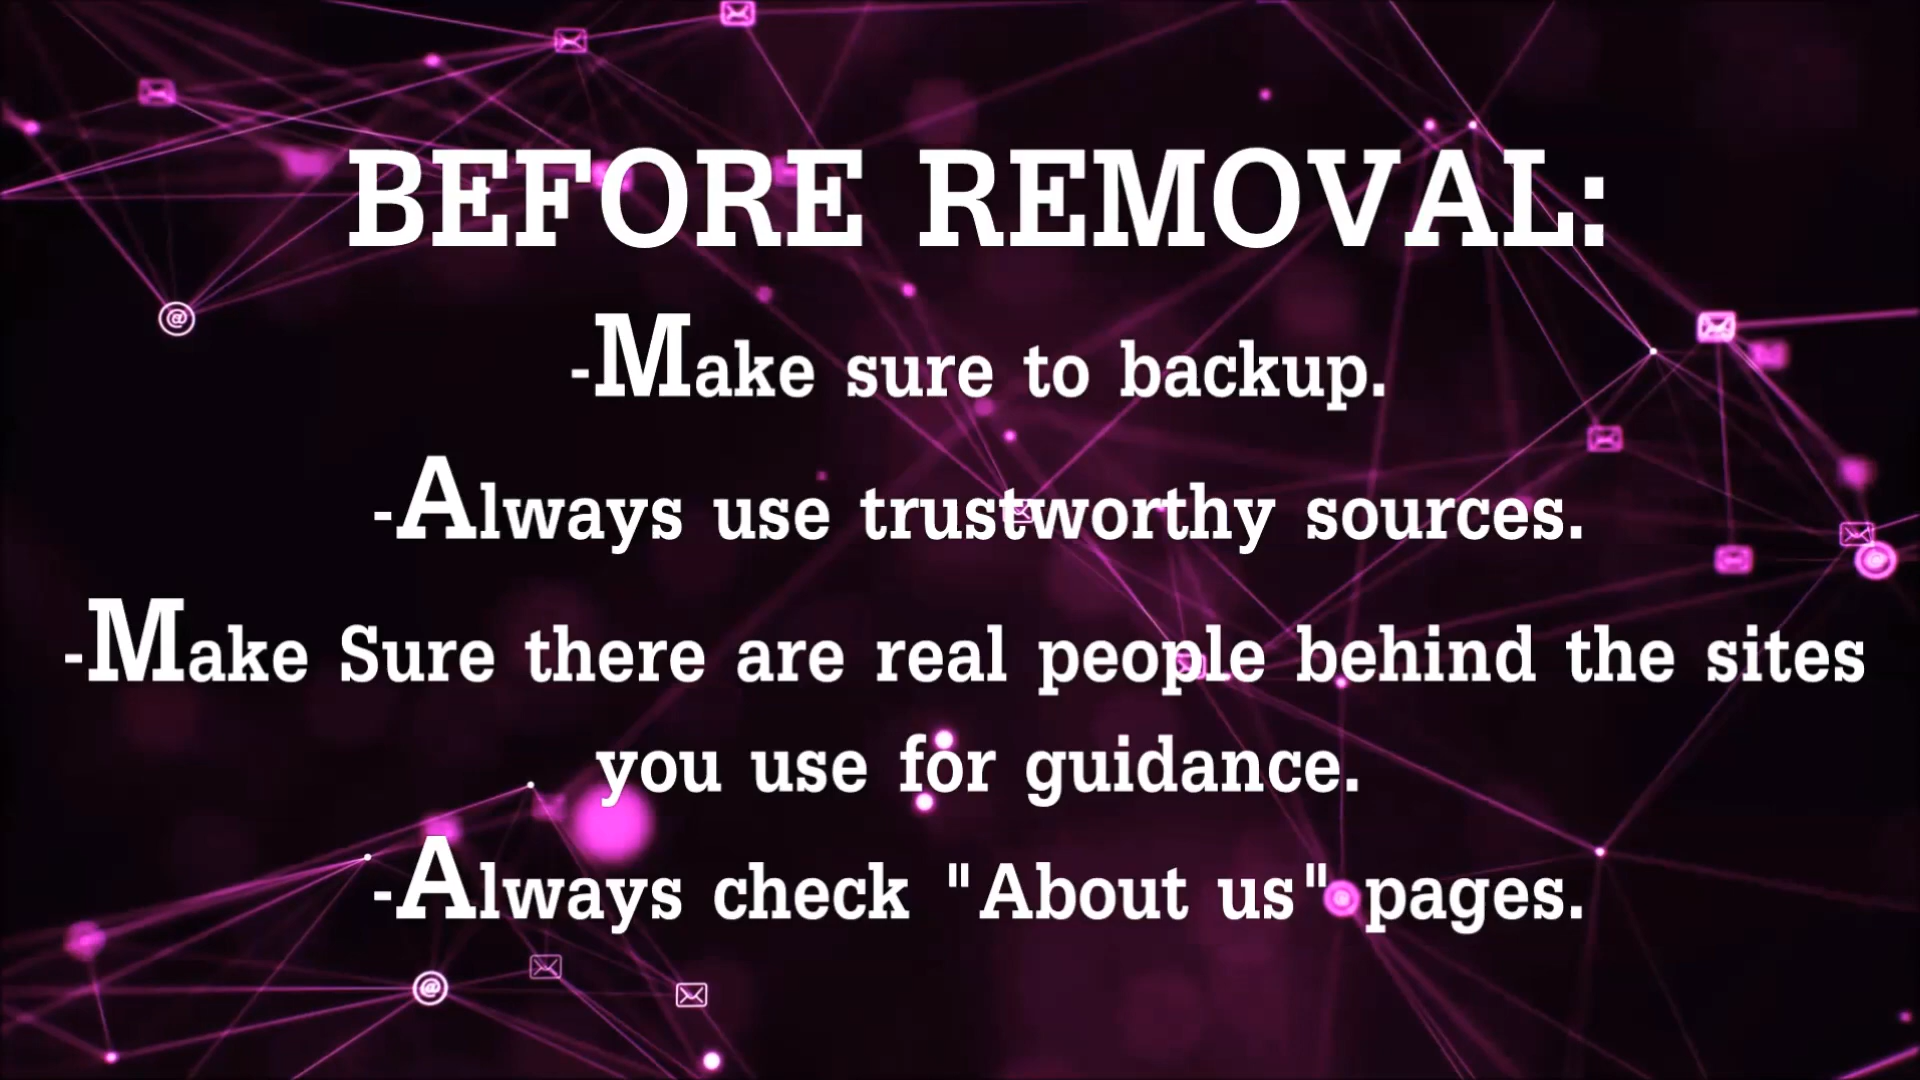 BEFORE REMOVAL:
-Make sure to backup.
-Always use trustworthy sources.
-Make Sure there are real people behind the sites
you use for guidance.
-Always check "About us" pages.